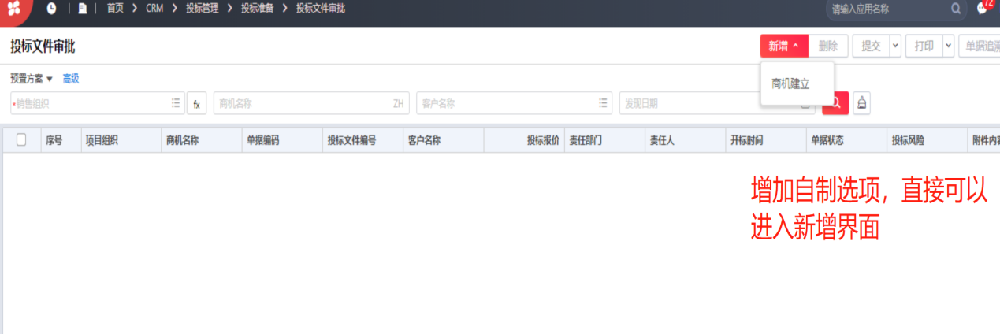 首页 > CRM > 投标管理 > 投标准备 > 投标文件审批
请输入应用名称
72
投标文件审批
新增 删除 提交 打印 单据追溯
商机建立
预置方案 高级
*销售组织 fx 商机名称 ZH 客户名称 发现日期
序号 项目组织 商机名称 单据编码 投标文件编号 客户名称 投标报价 责任部门 责任人 开标时间 单据状态 投标风险 附件内容
增加自制选项，直接可以
进入新增界面